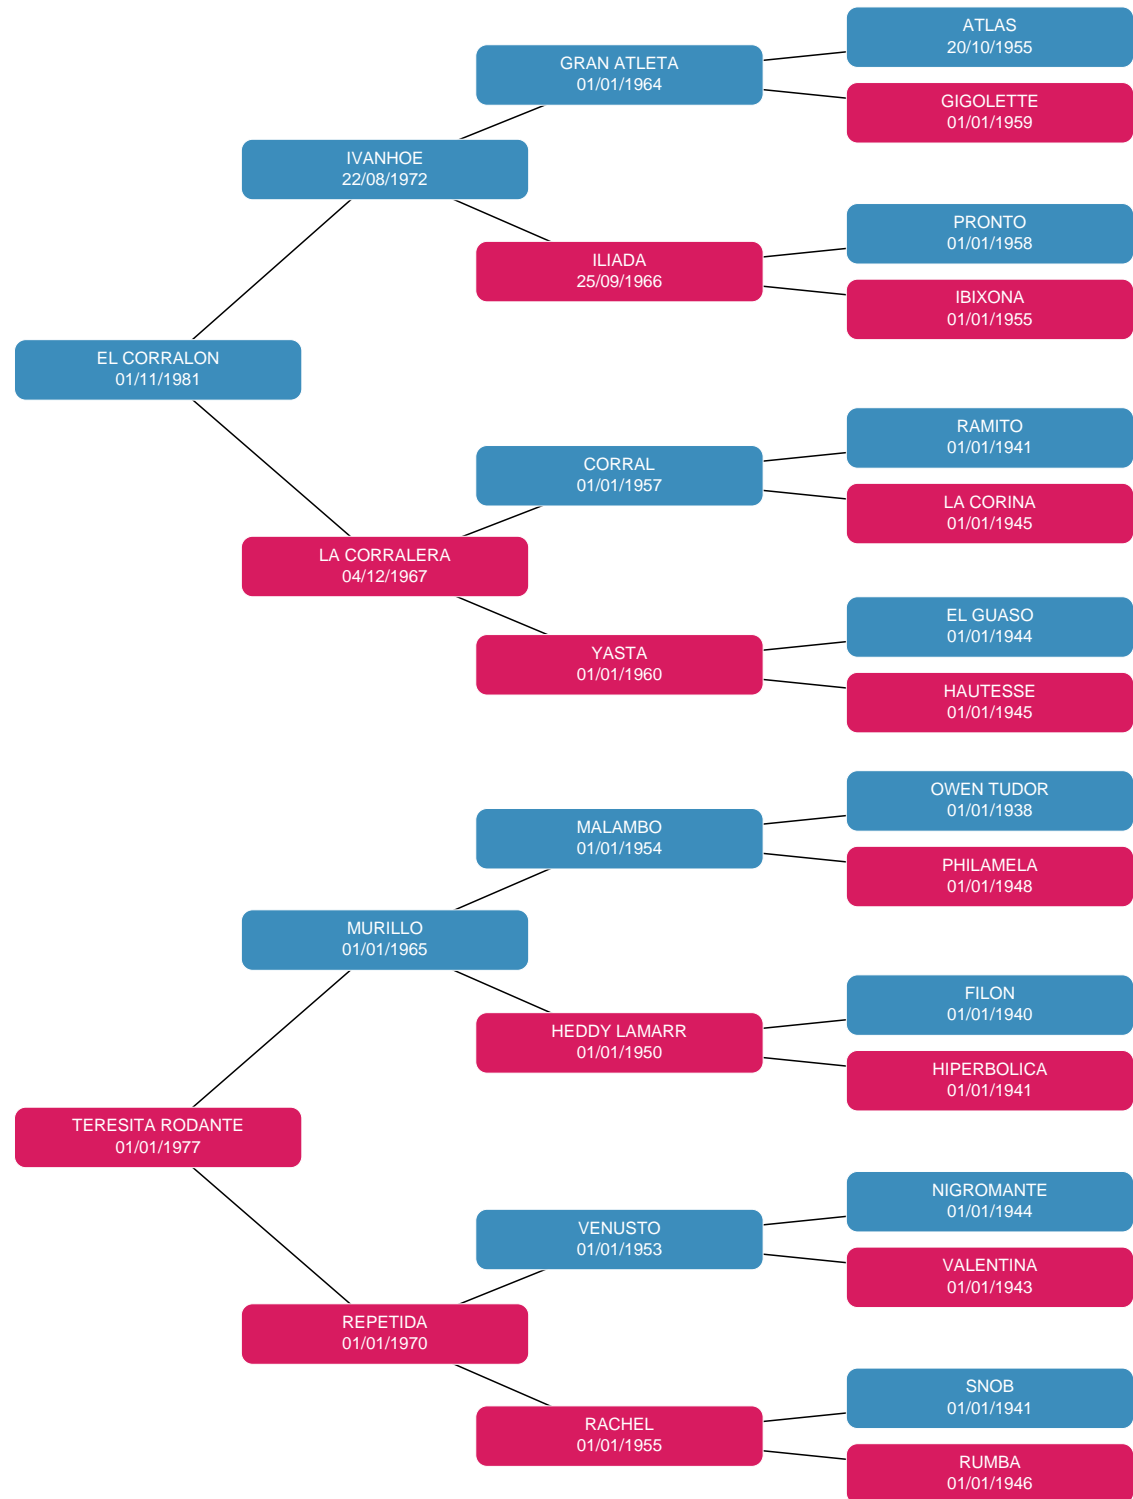 ATLAS
20/10/1955
GRAN ATLETA
01/01/1964
GIGOLETTE
01/01/1959
IVANHOE
22/08/1972
PRONTO
01/01/1958
ILIADA
25/09/1966
IBIXONA
01/01/1955
EL CORRALON
01/11/1981
RAMITO
01/01/1941
CORRAL
01/01/1957
LA CORINA
01/01/1945
LA CORRALERA
04/12/1967
EL GUASO
01/01/1944
YASTA
01/01/1960
HAUTESSE
01/01/1945
OWEN TUDOR
01/01/1938
MALAMBO
01/01/1954
PHILAMELA
01/01/1948
MURILLO
01/01/1965
FILON
01/01/1940
HEDDY LAMARR
01/01/1950
HIPERBOLICA
01/01/1941
TERESITA RODANTE
01/01/1977
NIGROMANTE
01/01/1944
VENUSTO
01/01/1953
VALENTINA
01/01/1943
REPETIDA
01/01/1970
SNOB
01/01/1941
RACHEL
01/01/1955
RUMBA
01/01/1946